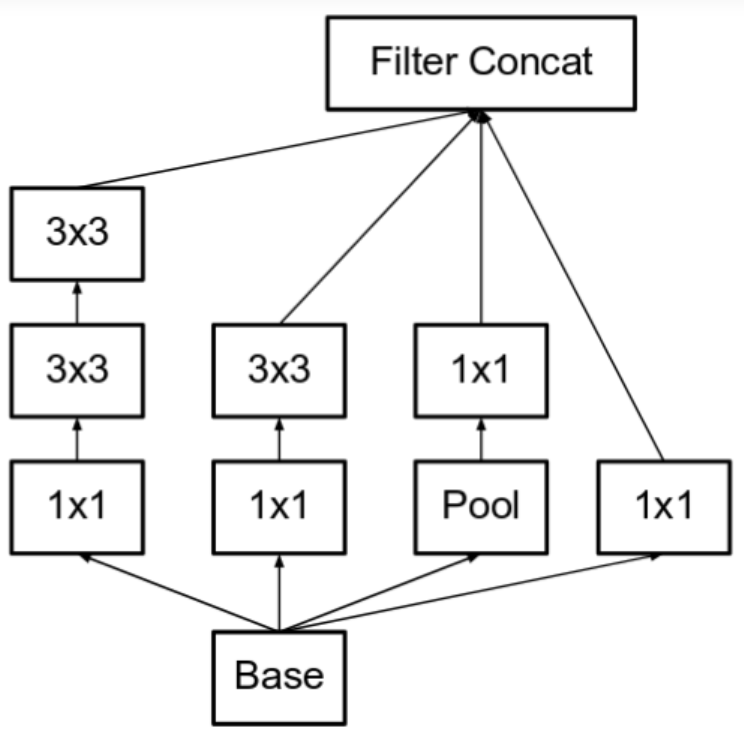 Filter Concat
3x3
3x3
3x3
1x1
1x1
1x1
Pool
1x1
Base